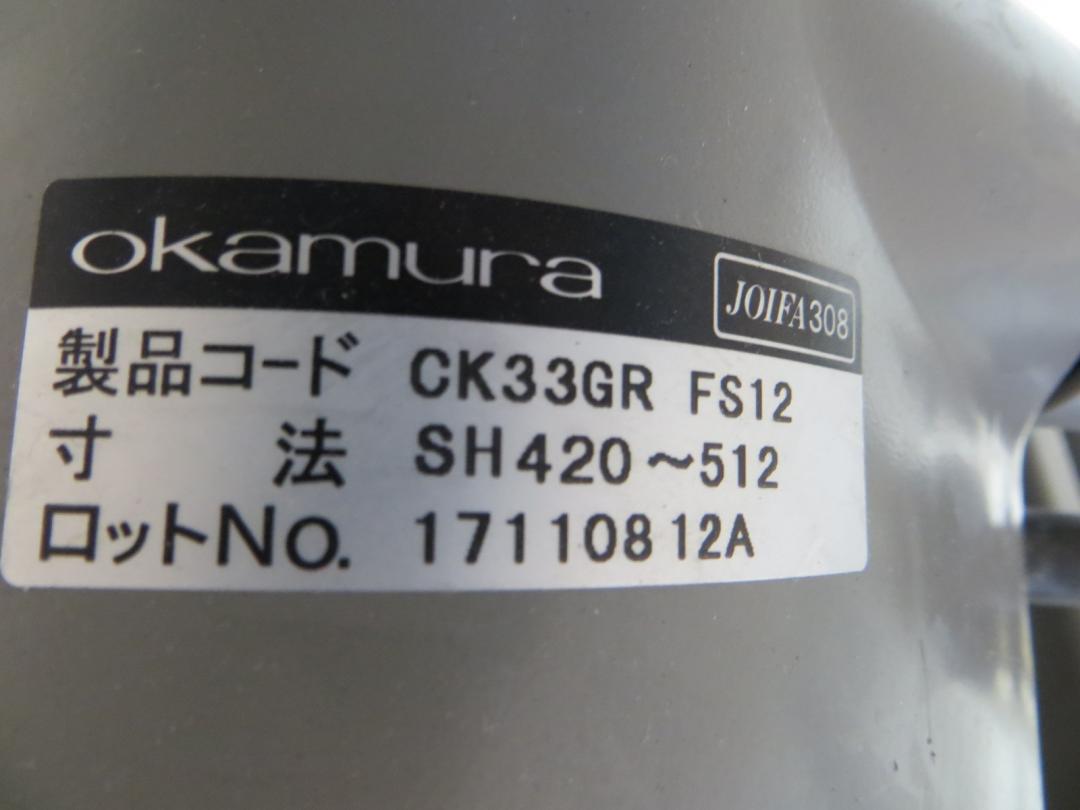 okamura
JOIFA308
製品コード CK33GR FS12
寸法 SH420～512
ロットNo. 17110812A